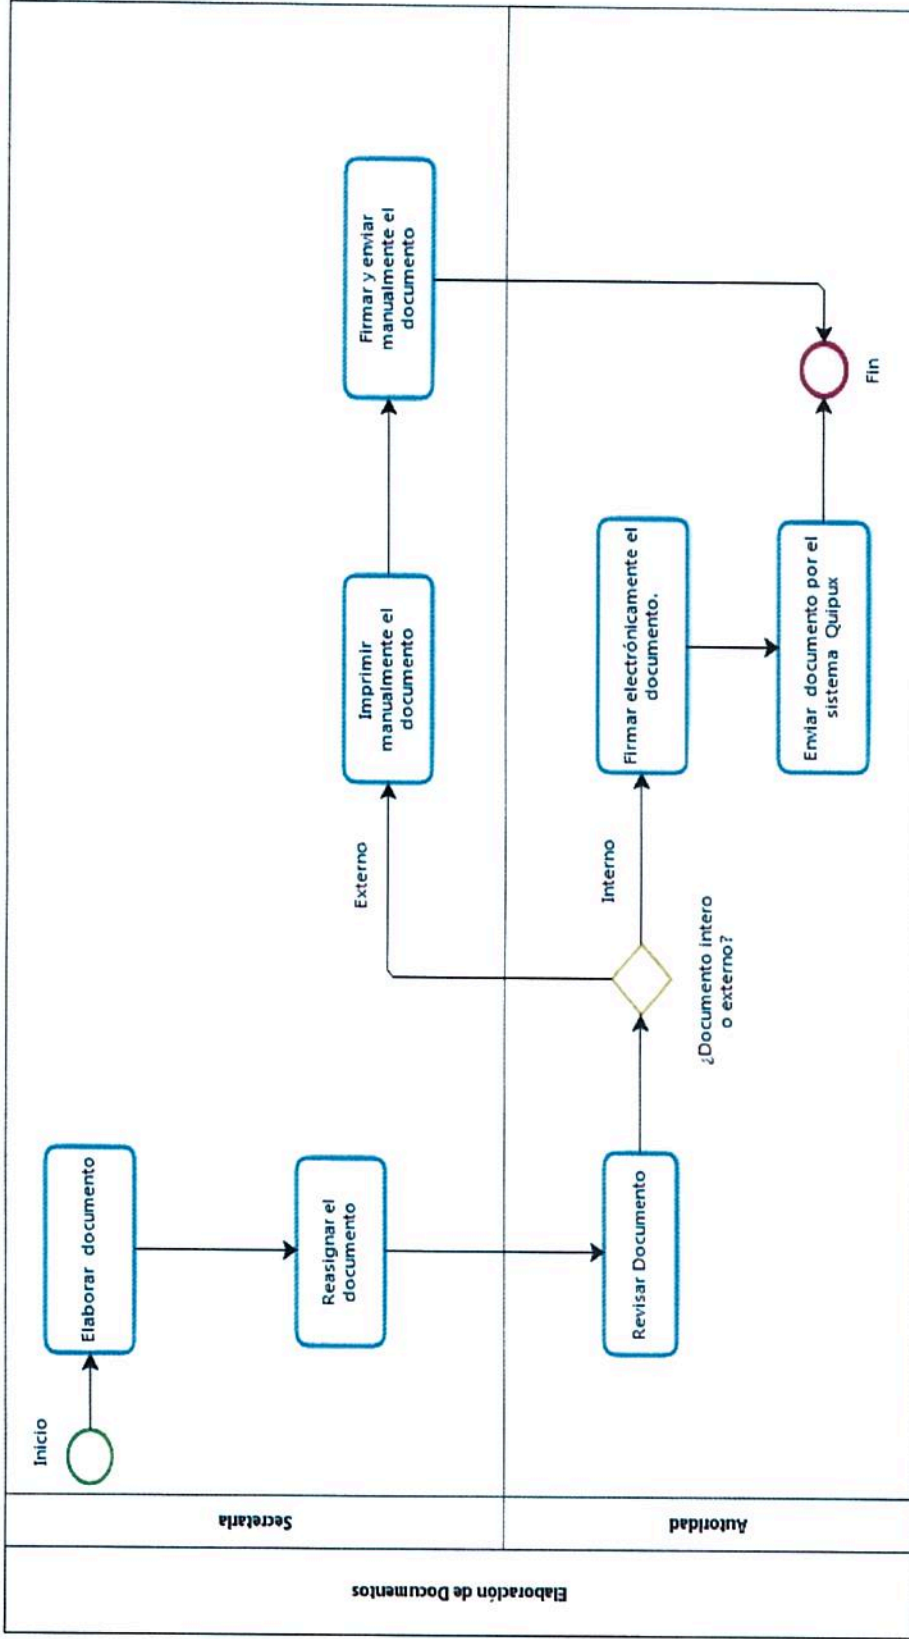 Elaboración de Documentos
Secretaria
Inicio
Elaborar documento
Reasignar el
documento
Externo
Imprimir
manualmente el
documento
Firmar y enviar
manualmente el
documento
Autoridad
Revisar Documento
¿Documento intero
o externo?
Interno
Firmar electrónicamente el
documento.
Enviar documento por el
sistema Quipux
Fin